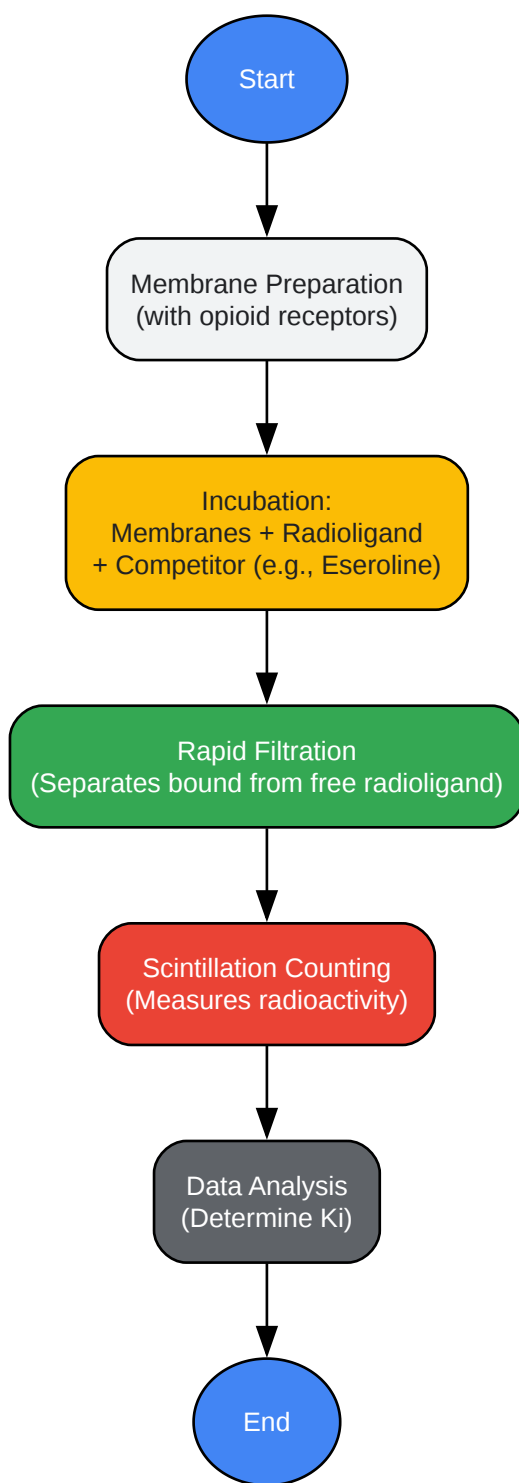 Start
Membrane Preparation
(with opioid receptors)
Incubation:
Membranes + Radioligand
+ Competitor (e.g., Eseroline)
Rapid Filtration
(Separates bound from free radioligand)
Scintillation Counting
(Measures radioactivity)
Data Analysis
(Determine Ki)
End